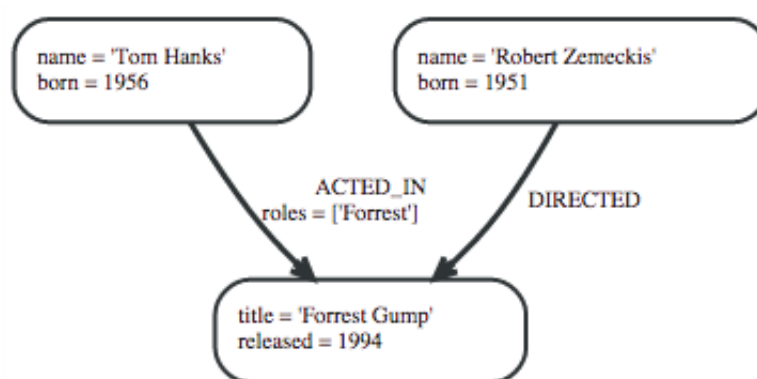 name = 'Tom Hanks'
born = 1956
name = 'Robert Zemeckis'
born = 1951
ACTED_IN
roles = ['Forrest']
DIRECTED
title = 'Forrest Gump'
released = 1994